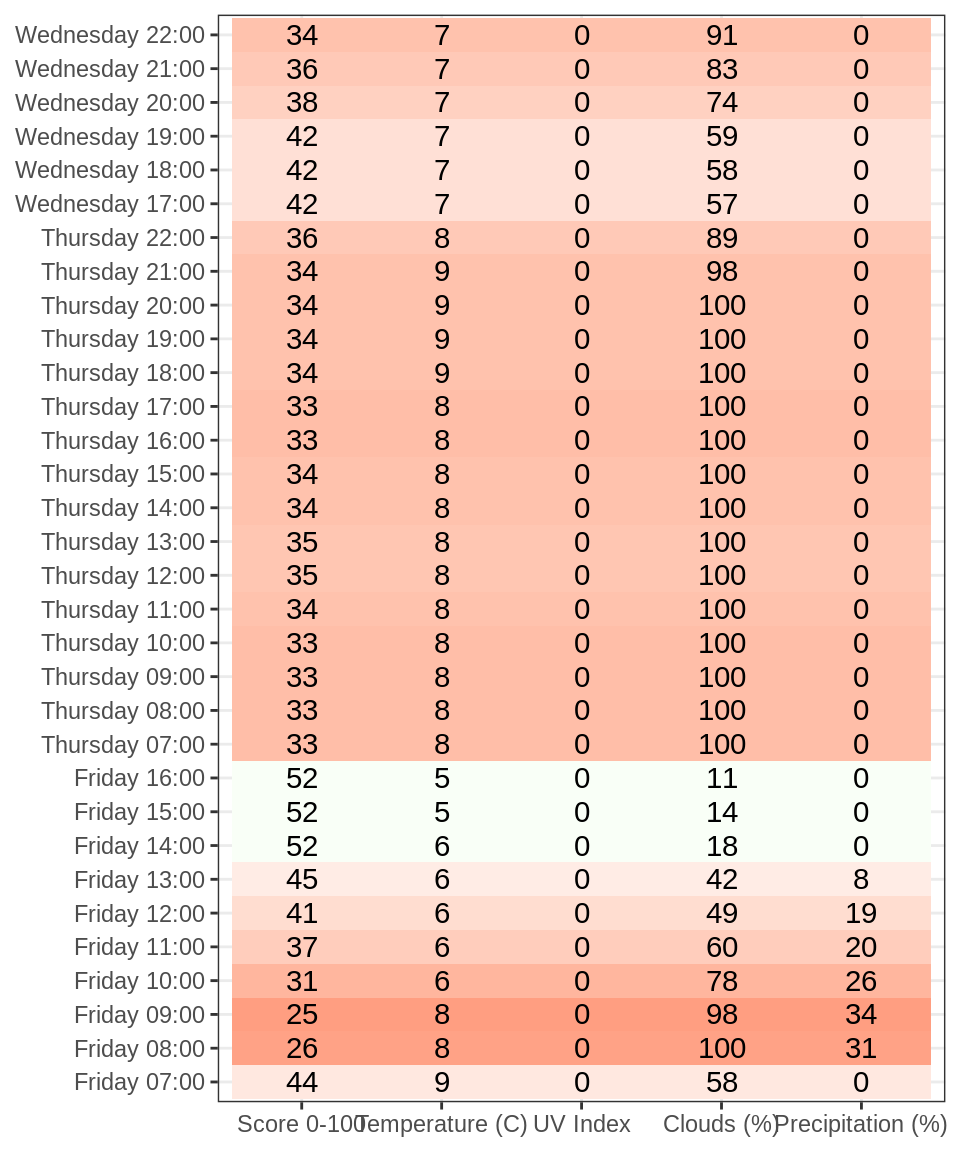 Wednesday 22:00 34 7 0 91 0
Wednesday 21:00 36 7 0 83 0
Wednesday 20:00 38 7 0 74 0
Wednesday 19:00 42 7 0 59 0
Wednesday 18:00 42 7 0 58 0
Wednesday 17:00 42 7 0 57 0
Thursday 22:00 36 8 0 89 0
Thursday 21:00 34 9 0 98 0
Thursday 20:00 34 9 0 100 0
Thursday 19:00 34 9 0 100 0
Thursday 18:00 34 9 0 100 0
Thursday 17:00 33 8 0 100 0
Thursday 16:00 33 8 0 100 0
Thursday 15:00 34 8 0 100 0
Thursday 14:00 34 8 0 100 0
Thursday 13:00 35 8 0 100 0
Thursday 12:00 35 8 0 100 0
Thursday 11:00 34 8 0 100 0
Thursday 10:00 33 8 0 100 0
Thursday 09:00 33 8 0 100 0
Thursday 08:00 33 8 0 100 0
Thursday 07:00 33 8 0 100 0
Friday 16:00 52 5 0 11 0
Friday 15:00 52 5 0 14 0
Friday 14:00 52 6 0 18 0
Friday 13:00 45 6 0 42 8
Friday 12:00 41 6 0 49 19
Friday 11:00 37 6 0 60 20
Friday 10:00 31 6 0 78 26
Friday 09:00 25 8 0 98 34
Friday 08:00 26 8 0 100 31
Friday 07:00 44 9 0 58 0
Score 0-100 Temperature (C) UV Index Clouds (%) Precipitation (%)